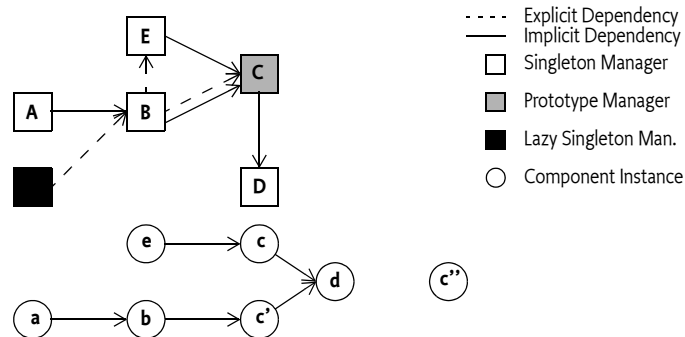 Explicit Dependency
Implicit Dependency
Singleton Manager
Prototype Manager
Lazy Singleton Man.
Component Instance
E
C
A
B
D
e
c
d
c''
a
b
c'